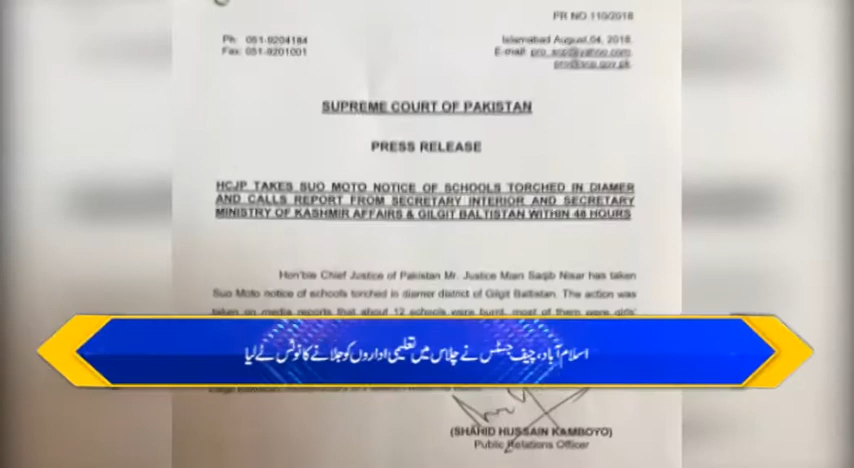 PR NO 110/2018
Ph: 051-9204184
Fax: 051-9201001
Islamabad August,04, 2018.
E-mail: pro_scp@yahoo.com,
pro@scp.gov.pk.
SUPREME COURT OF PAKISTAN
PRESS RELEASE
HCJP TAKES SUO MOTO NOTICE OF SCHOOLS TORCHED IN DIAMER
AND CALLS REPORT FROM SECRETARY INTERIOR AND SECRETARY
MINISTRY OF KASHMIR AFFAIRS & GILGIT BALTISTAN WITHIN 48 HOURS
Hon'ble Chief Justice of Pakistan Mr. Justice Mian Saqib Nisar has taken
Suo Moto notice of schools torched in diamer district of Gilgit Baltistan. The action was
taken on media reports that about 12 schools were burnt, most of them were girls'
اسلام آباد، چیف جسٹس نے چلاس میں تعلیمی اداروں کو جلانے کا نوٹس لے لیا
(SHAHID HUSSAIN KAMBOYO)
Public Relations Officer